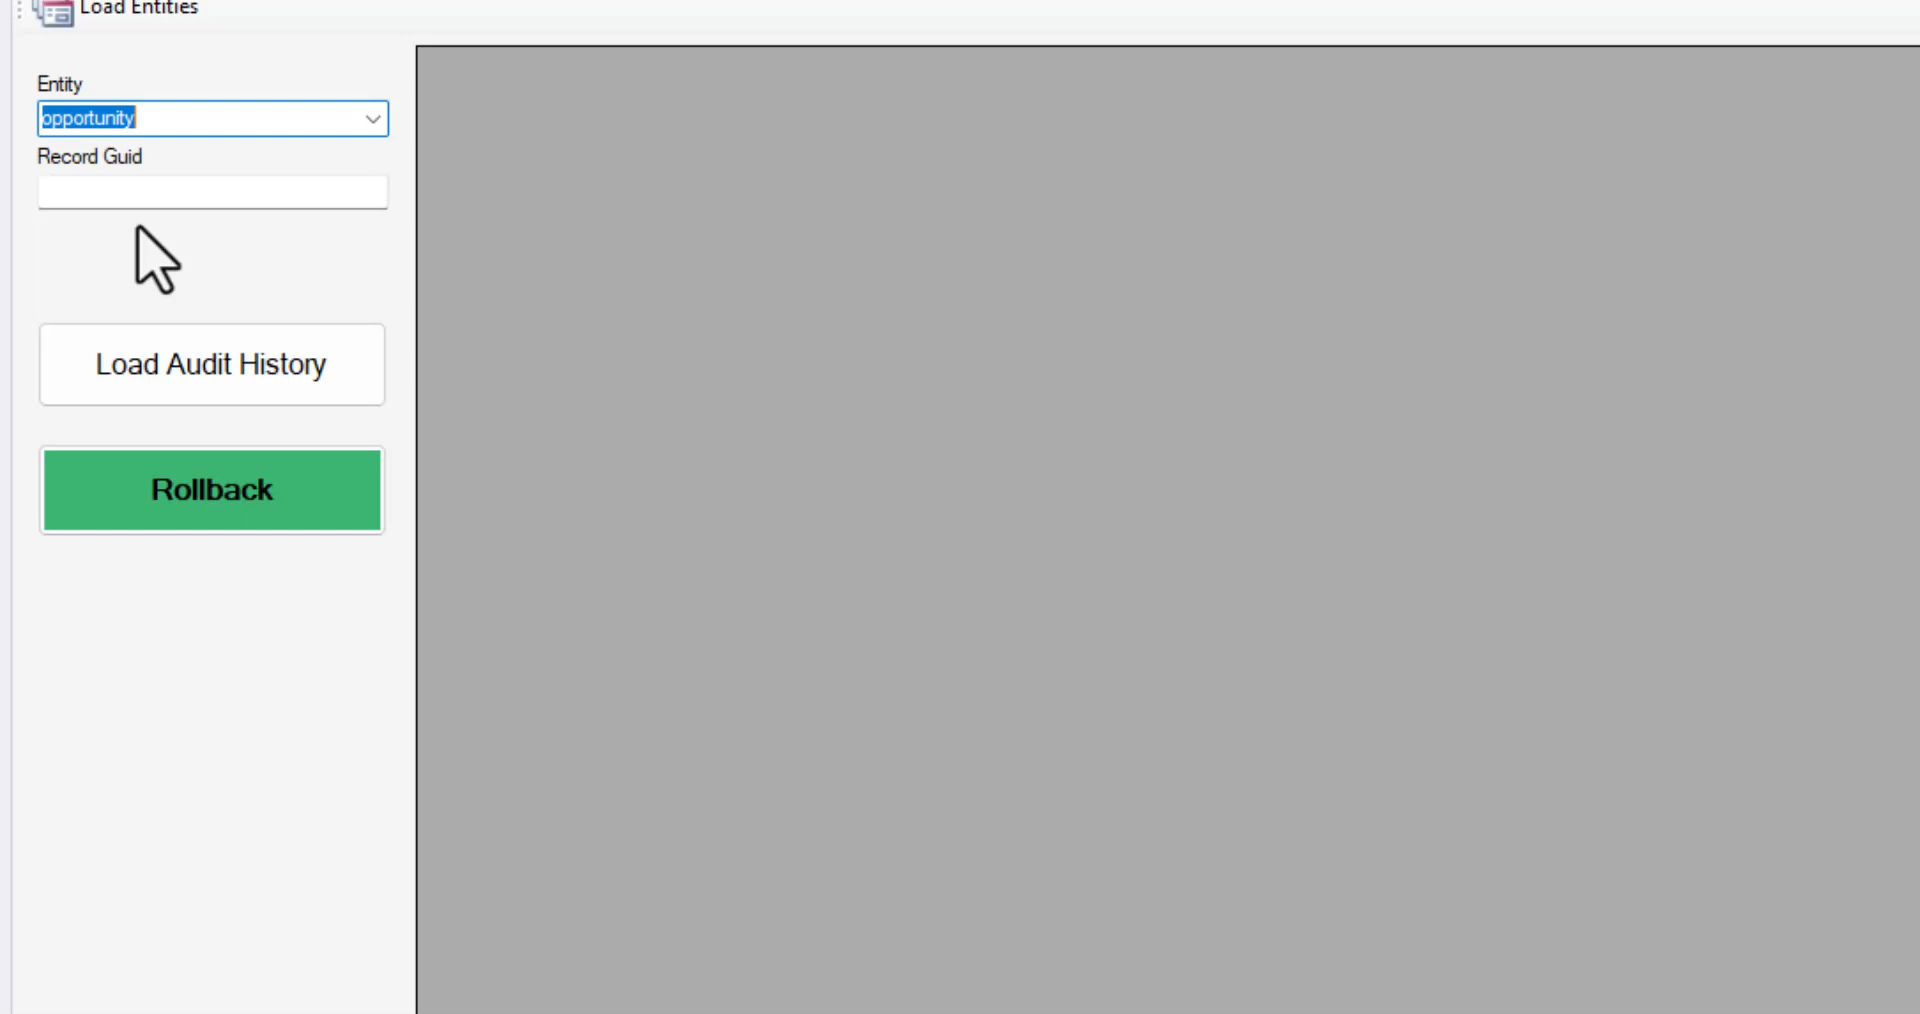 Load Entities
Entity
opportunity
Record Guid
Load Audit History
Rollback